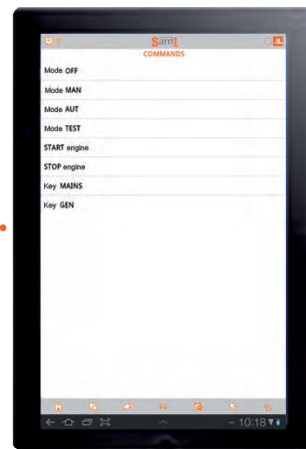 COMMANDS
Mode OFF
Mode MAN
Mode AUT
Mode TEST
START engine
STOP engine
Key MAINS
Key GEN
10:18